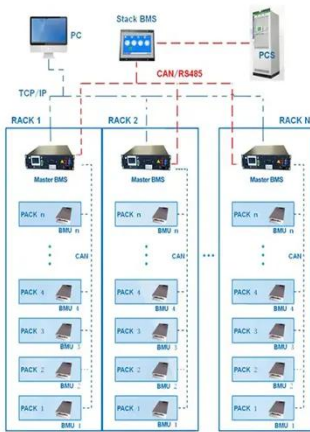 PC
Stack BMS
PCS
CAN/RS485
TCP/IP
RACK 1
RACK 2
RACK N
Master BMS
Master BMS
Master BMS
PACK n
BMU n
PACK n
BMU n
PACK n
BMU n
CAN
CAN
CAN
PACK 4
BMU 4
PACK 4
BMU 4
PACK 4
BMU 4
PACK 3
BMU 3
PACK 3
BMU 3
PACK 3
BMU 3
PACK 2
BMU 2
PACK 2
BMU 2
PACK 2
BMU 2
PACK 1
BMU 1
PACK 1
BMU 1
PACK 1
BMU 1